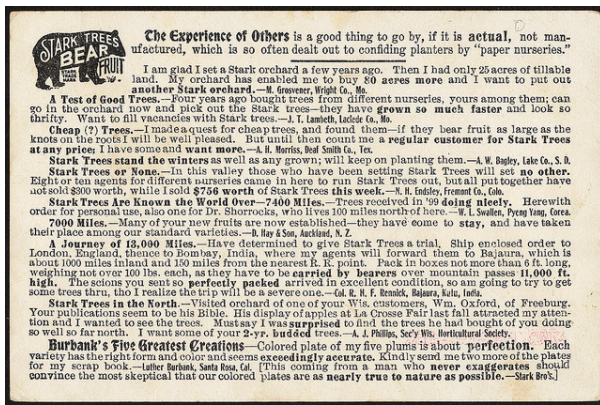 STARK TREES
BEAR
TRADE MARK
FRUIT
The Experience of Others is a good thing to go by, if it is actual, not man-
ufactured, which is so often dealt out to confiding planters by "paper nurseries."
I am glad I set a Stark orchard a few years ago. Then I had only 25 acres of tillable
land. My orchard has enabled me to buy 80 acres more and I want to put out
another Stark orchard.—M. Grosvener, Wright Co., Mo.
A Test of Good Trees.—Four years ago bought trees from different nurseries, yours among them; can
go in the orchard now and pick out the Stark trees—they have grown so much faster and look so
thrifty. Want to fill vacancies with Stark trees.—J. T. Lambeth, Laclede Co., Mo.
Cheap (?) Trees.—I made a quest for cheap trees, and found them—if they bear fruit as large as the
knots on the roots I will be well pleased. But until then count me a regular customer for Stark Trees
at any price; I have some and want more.—A. H. Morriss, Deaf Smith Co., Tex.
Stark Trees stand the winters as well as any grown; will keep on planting them.—A. W. Bagley, Lake Co., S. D.
Stark Trees or None.—In this valley those who have been setting Stark Trees will set no other.
Eight or ten agents for different nurseries came in here to run Stark Trees out, but all put together have
not sold $300 worth, while I sold $756 worth of Stark Trees this week.—N. H. Endsley, Fremont Co., Colo.
Stark Trees Are Known the World Over—7400 Miles.—Trees received in '99 doing nicely. Herewith
order for personal use, also one for Dr. Shorrocks, who lives 100 miles north of here.—W. L. Swallen, Pyeng Yang, Corea.
7000 Miles.—Many of your new fruits are now established—they have come to stay, and have taken
their place among our standard varieties.—D. Hay & Son, Auckland, N. Z.
A Journey of 13,000 Miles.—Have determined to give Stark Trees a trial. Ship enclosed order to
London, England, thence to Bombay, India, where my agents will forward them to Bajaura, which is
about 1000 miles inland and 150 miles from the nearest R. R. point. Pack in boxes not more than 6 ft. long,
weighing not over 100 lbs. each, as they have to be carried by bearers over mountain passes 11,000 ft.
high. The scions you sent so perfectly packed arrived in excellent condition, so am going to try to get
some trees thru, tho I realize the trip will be a severe one.—Col. R. H. F. Rennick, Bajaura, Kulu, India.
Stark Trees in the North.—Visited orchard of one of your Wis. customers, Wm. Oxford, of Freeburg.
Your publications seem to be his Bible. His display of apples at La Crosse Fair last fall attracted my atten-
tion and I wanted to see the trees. Must say I was surprised to find the trees he had bought of you doing
so well so far north. I want some of your 2-yr. budded trees.—A. J. Phillips, Sec'y Wis. Horticultural Society.
Burbank's Five Greatest Creations—Colored plate of my five plums is about perfection. Each
variety has the right form and color and seems exceedingly accurate. Kindly send me two more of the plates
for my scrap book.—Luther Burbank, Santa Rosa, Cal. [This coming from a man who never exaggerates should
convince the most skeptical that our colored plates are as nearly true to nature as possible.—Stark Bro's.]